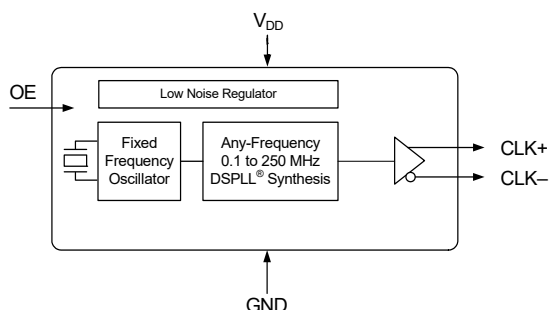 VDD
OE
Low Noise Regulator
Fixed
Frequency
Oscillator
Any-Frequency
0.1 to 250 MHz
DSPLL® Synthesis
CLK+
CLK–
GND